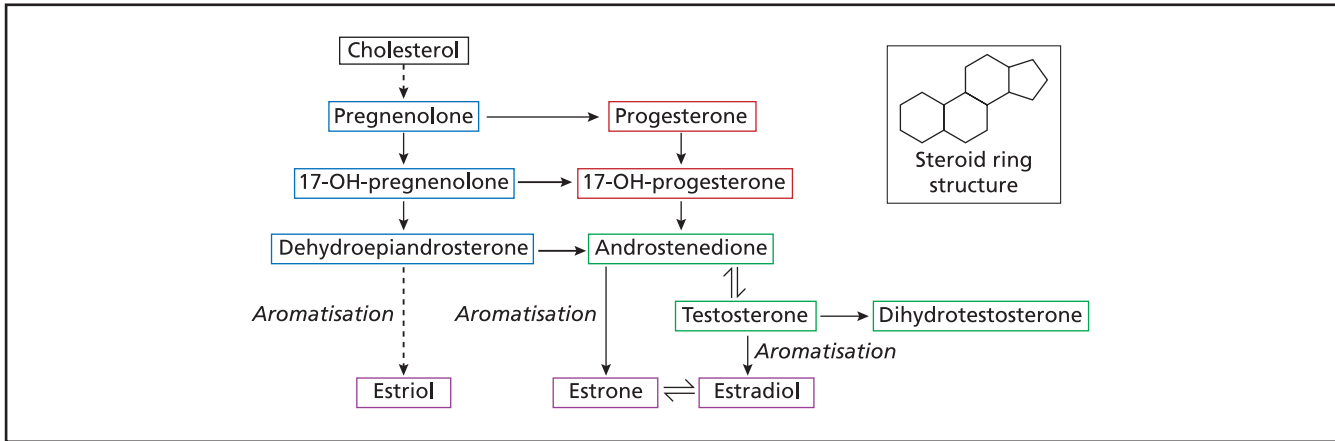 Cholesterol
Pregnenolone
Progesterone
Steroid ring
structure
17-OH-pregnenolone
17-OH-progesterone
Dehydroepiandrosterone
Androstenedione
Aromatisation
Aromatisation
Testosterone
Dihydrotestosterone
Aromatisation
Estriol
Estrone
Estradiol